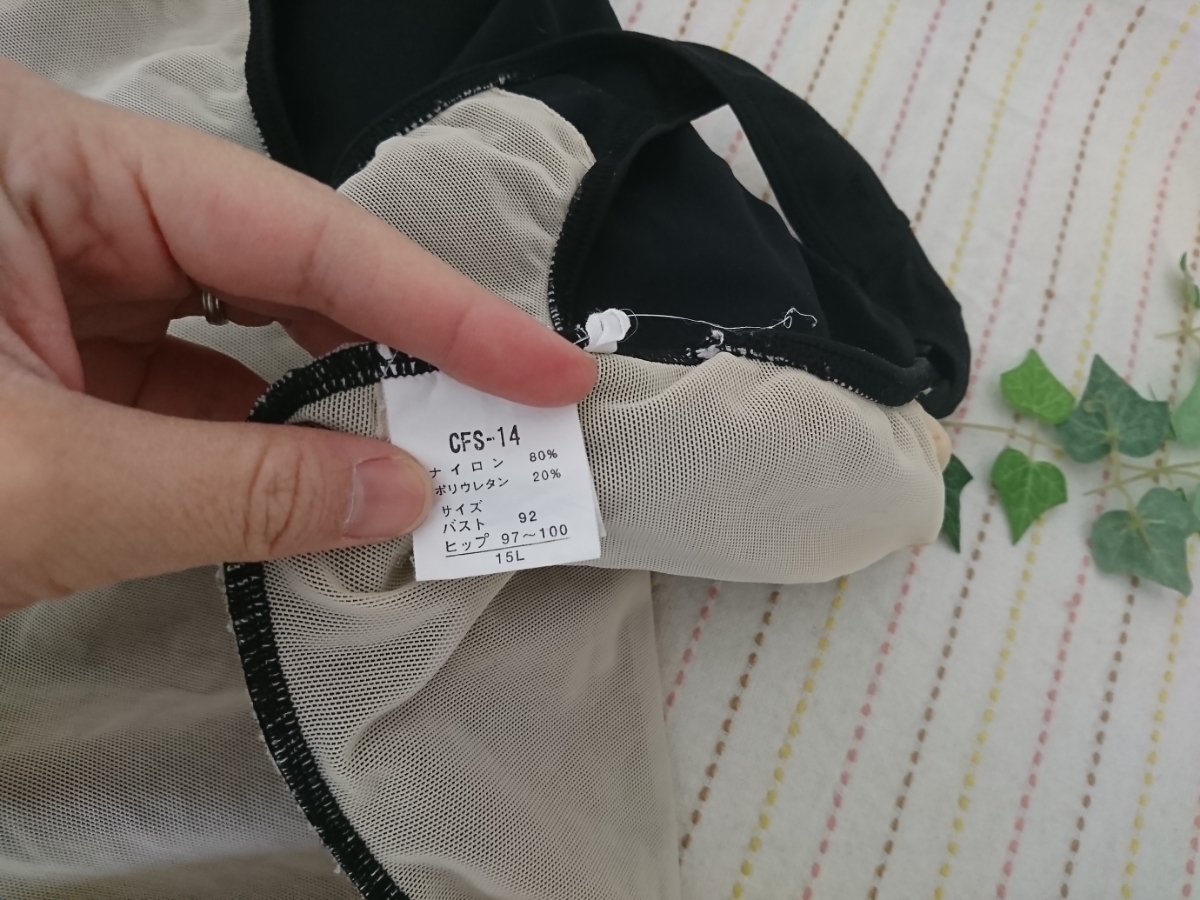 CFS-14
ナイロン 80%
ポリウレタン 20%
サイズ
バスト 92
ヒップ 97～100
15L